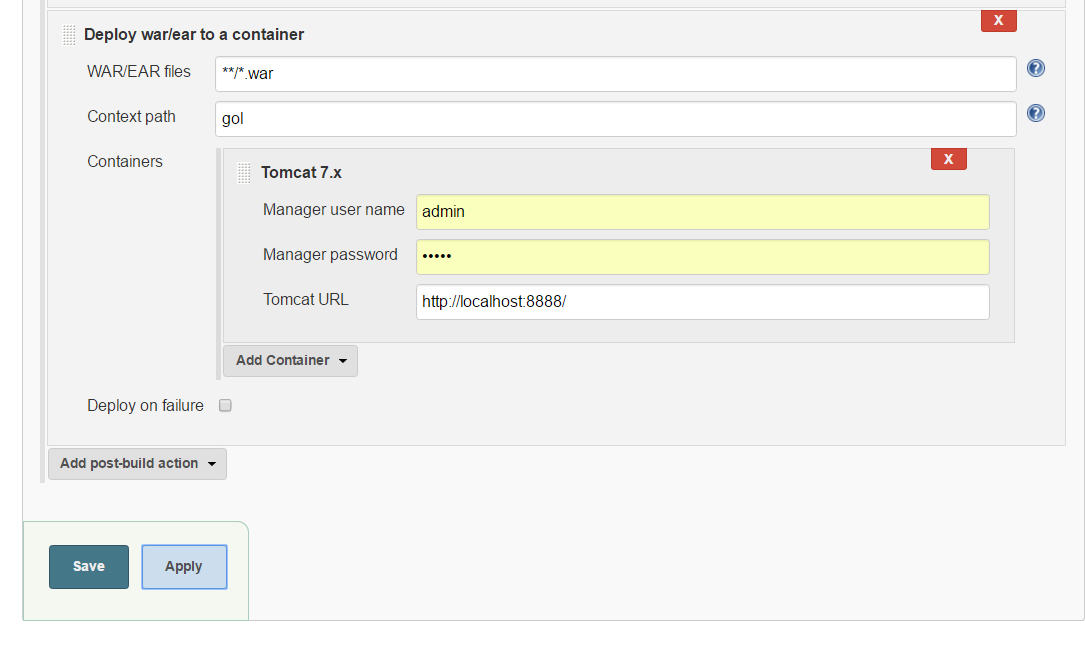 X
Deploy war/ear to a container
WAR/EAR files **/*.war ?
Context path gol ?
Containers
X
Tomcat 7.x
Manager user name admin
Manager password •••••
Tomcat URL http://localhost:8888/
Add Container
Deploy on failure
Add post-build action
Save Apply